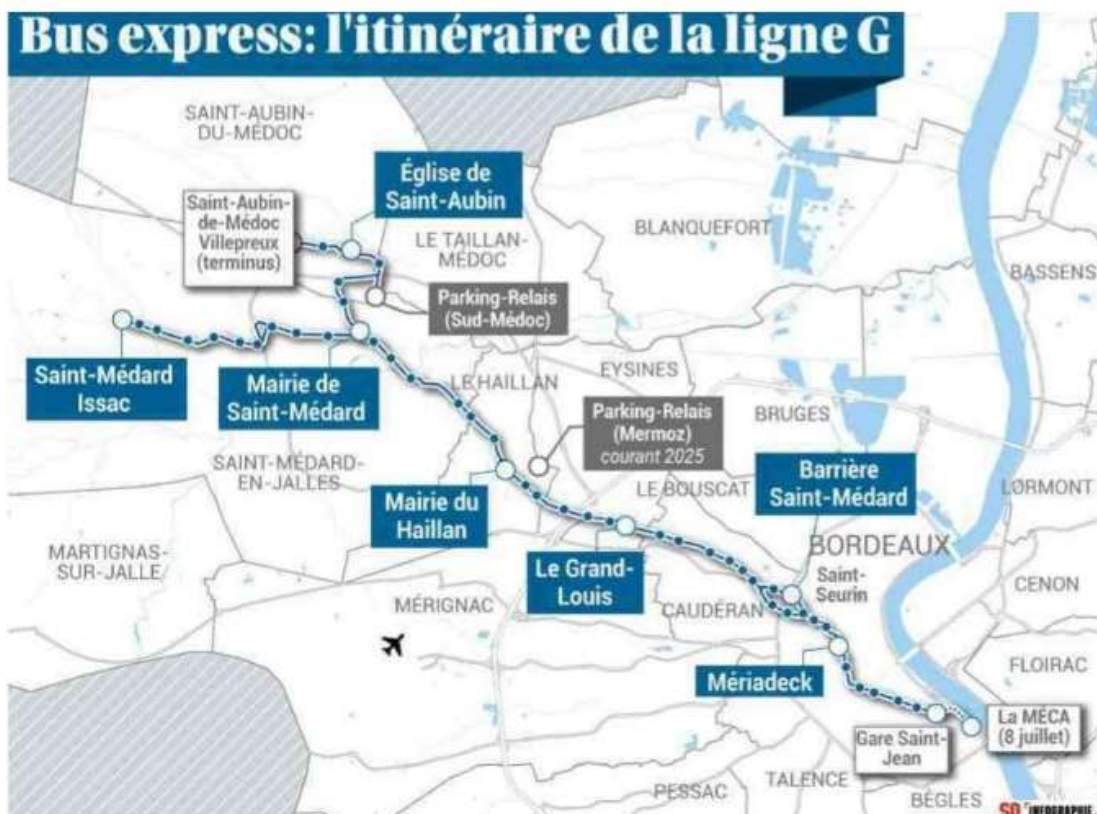 Bus express: l'itinéraire de la ligne G
SAINT-AUBIN-
DU-MÉDOC
Église de
Saint-Aubin
Saint-Aubin-
de-Médoc
Villepreux
(terminus)
LE TAILLAN-
MÉDOC
BLANQUEFORT
BASSENS
Parking-Relais
(Sud-Médoc)
Saint-Médard
Issac
Mairie de
Saint-Médard
LE HAILLAN
EYSINES
Parking-Relais
(Mermoz)
courant 2025
BRUGES
SAINT-MÉDARD-
EN-JALLES
Mairie du
Haillan
LE BOUSCAT
Barrière
Saint-Médard
LORMONT
MARTIGNAS-
SUR-JALLE
Le Grand-
Louis
BORDEAUX
Saint-
Seurin
CENON
MÉRIGNAC
CAUDÉRAN
Mériadeck
FLOIRAC
Gare Saint-
Jean
La MÉCA
(8 juillet)
PESSAC
TALENCE
BÈGLES
SO INFOGRAPHIE